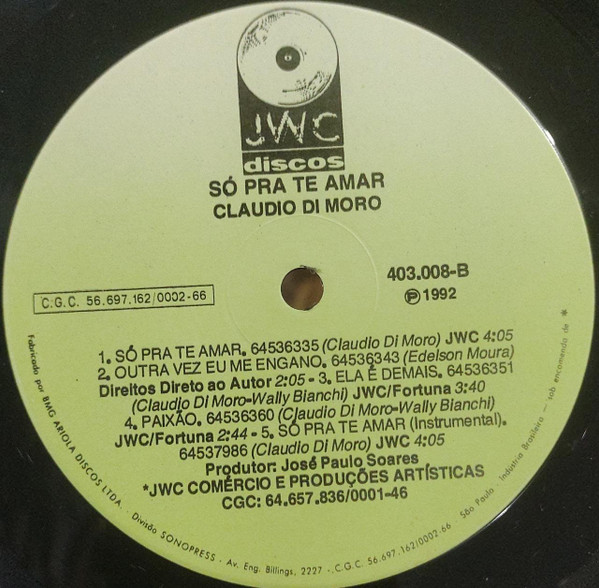 JWC
discos
SÓ PRA TE AMAR
CLAUDIO DI MORO
403.008-B
C.G.C. 56.697.162/0002-66
℗ 1992
1. SÓ PRA TE AMAR. 64536335 (Claudio Di Moro) JWC 4:05
2. OUTRA VEZ EU ME ENGANO. 64536343 (Edelson Moura)
Direitos Direto ao Autor 2:05 - 3. ELA É DEMAIS. 64536351
(Claudio Di Moro-Wally Bianchi) JWC/Fortuna 3:40
4. PAIXÃO. 64536360 (Claudio Di Moro-Wally Bianchi)
JWC/Fortuna 2:44 - 5. SÓ PRA TE AMAR (Instrumental).
64537986 (Claudio Di Moro) JWC 4:05
Produtor: José Paulo Soares
*JWC COMÉRCIO E PRODUÇÕES ARTÍSTICAS
CGC: 64.657.836/0001-46
Fabricado por BMG ARIOLA DISCOS LTDA. - Divisão SONOPRESS - Av. Eng. Billings, 2227 - C.G.C. 56.697.162/0002-66 - São Paulo - Indústria Brasileira - sob encomenda de *